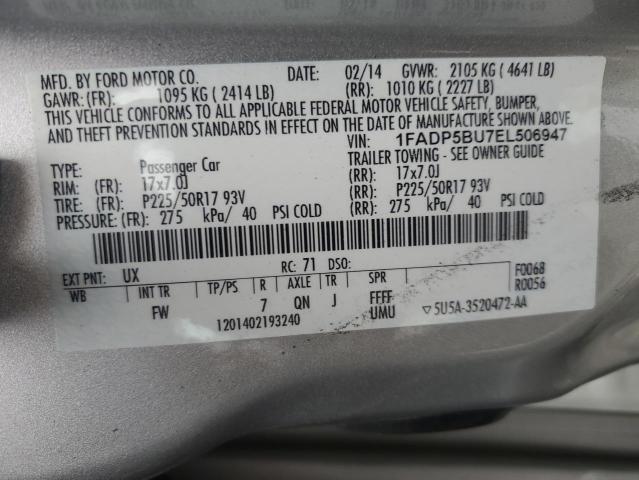 MFD. BY FORD MOTOR CO. DATE: 02/14 GVWR: 2105 KG ( 4641 LB)
GAWR: (FR): 1095 KG ( 2414 LB) (RR): 1010 KG ( 2227 LB)
THIS VEHICLE CONFORMS TO ALL APPLICABLE FEDERAL MOTOR VEHICLE SAFETY, BUMPER,
AND THEFT PREVENTION STANDARDS IN EFFECT ON THE DATE OF MANUFACTURE SHOWN ABOVE.
VIN: 1FADP5BU7EL506947
TYPE: Passenger Car TRAILER TOWING - SEE OWNER GUIDE
RIM: (FR): 17x7.0J (RR): 17x7.0J
TIRE: (FR): P225/50R17 93V (RR): P225/50R17 93V
PRESSURE: (FR): 275 kPa/ 40 PSI COLD (RR): 275 kPa/ 40 PSI COLD
EXT PNT: UX RC: 71 DSO: F0068
WB INT TR TP/PS R AXLE TR SPR R0056
FW 7 QN J FFFF
1201402193240 UMU ▽5U5A-3520472-AA